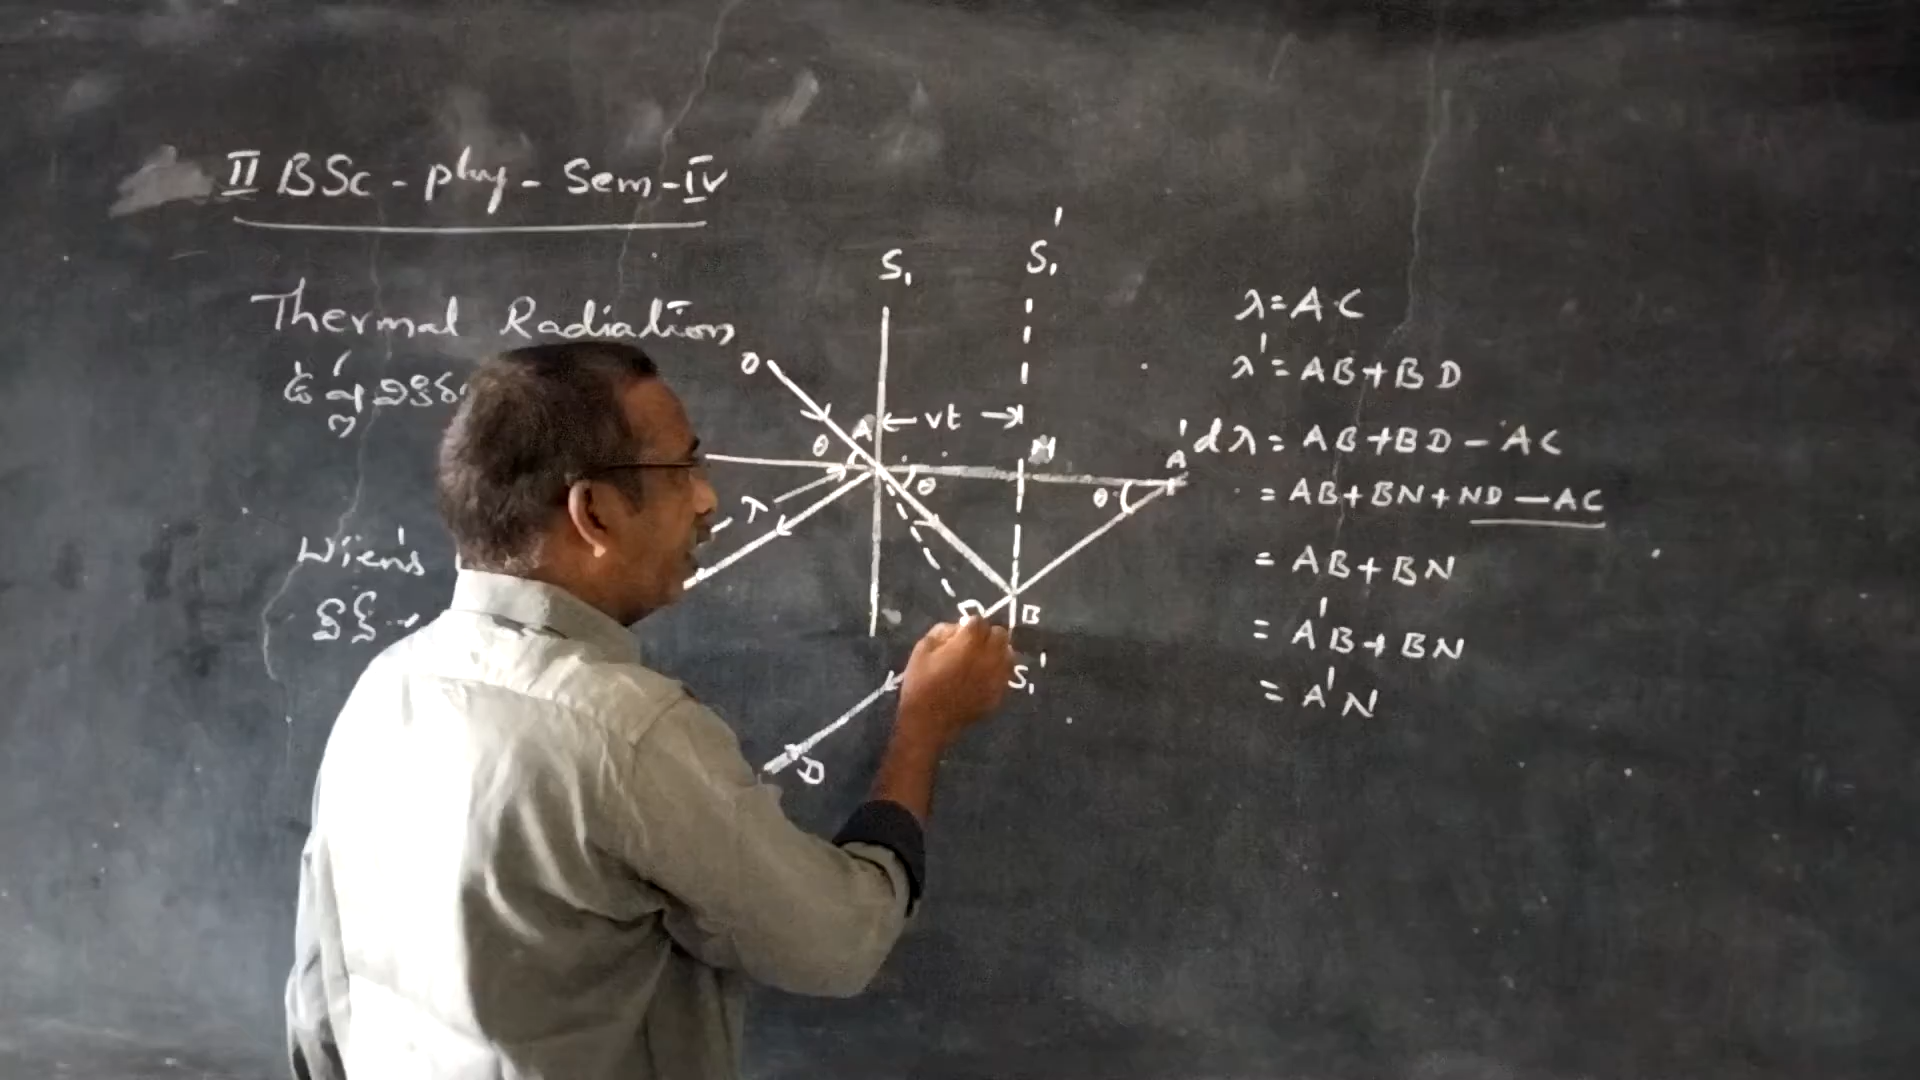 II BSc - phy - Sem - IV
Thermal Radiation
Wien's
S₁
S₁'
O
A
vt
M
A'
θ
θ
θ
λ
B
S₁'
D
λ = AC
λ' = AB + BD
dλ = AB + BD - AC
= AB + BN + ND - AC
= AB + BN
= A'B + BN
= A'N